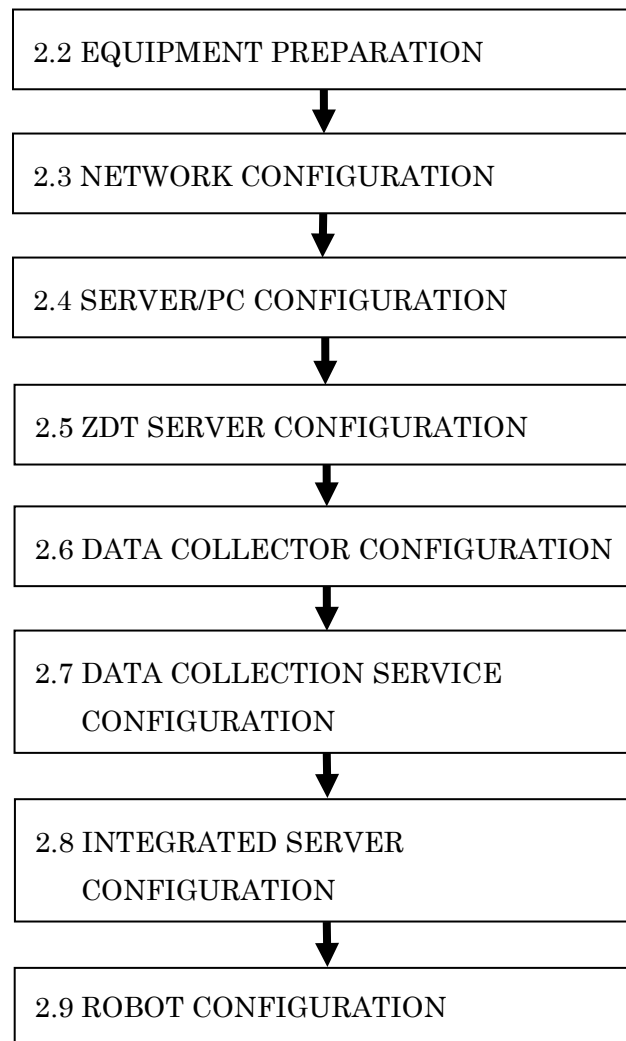 2.2 EQUIPMENT PREPARATION
2.3 NETWORK CONFIGURATION
2.4 SERVER/PC CONFIGURATION
2.5 ZDT SERVER CONFIGURATION
2.6 DATA COLLECTOR CONFIGURATION
2.7 DATA COLLECTION SERVICE
CONFIGURATION
2.8 INTEGRATED SERVER
CONFIGURATION
2.9 ROBOT CONFIGURATION